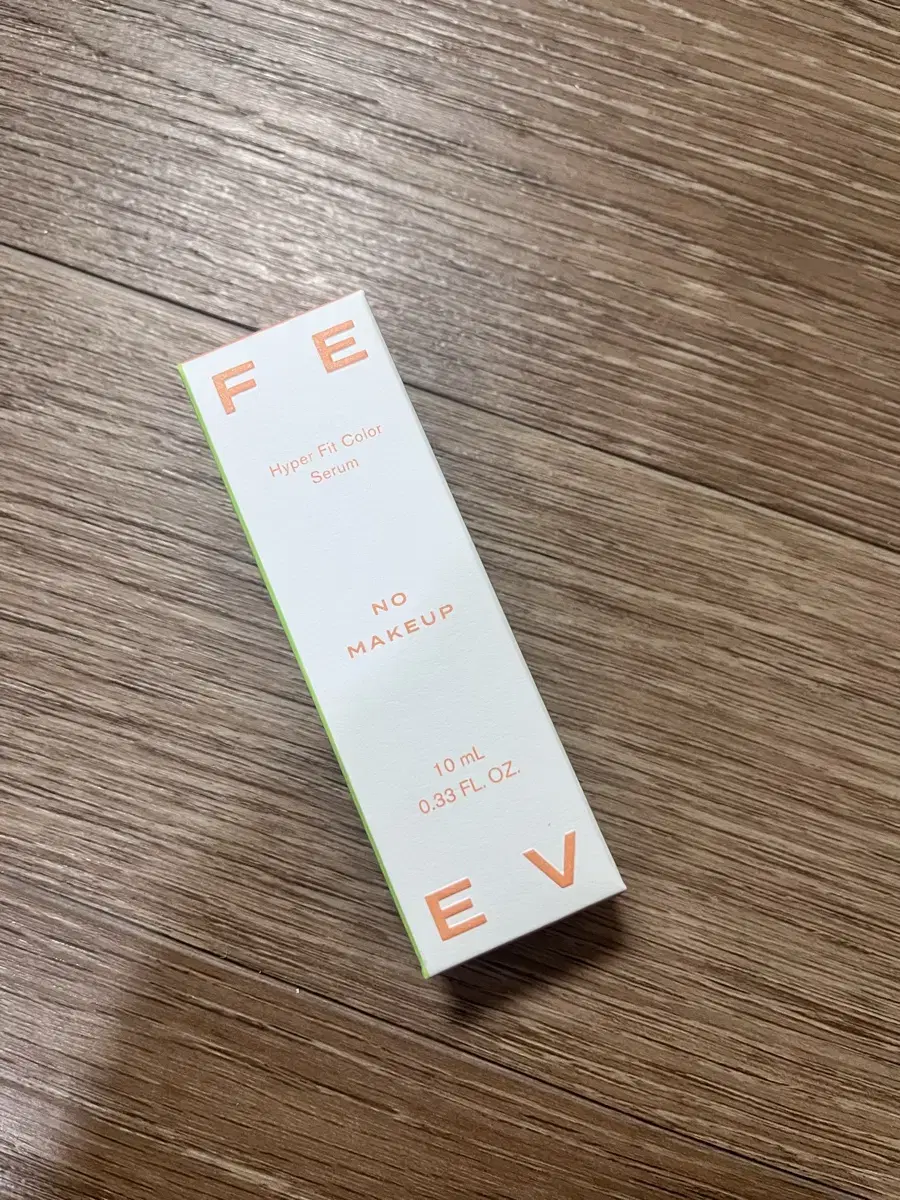 F E
Hyper Fit Color
Serum
NO
MAKEUP
10 mL
0.33 FL. OZ.
E V